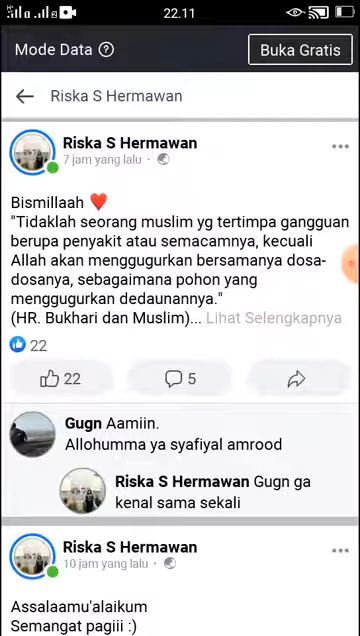 22.11
Mode Data
Buka Gratis
Riska S Hermawan
Riska S Hermawan
7 jam yang lalu ·
Bismillaah ❤️
"Tidaklah seorang muslim yg tertimpa gangguan
berupa penyakit atau semacamnya, kecuali
Allah akan menggugurkan bersamanya dosa-
dosanya, sebagaimana pohon yang
menggugurkan dedaunannya."
(HR. Bukhari dan Muslim)... Lihat Selengkapnya
22
22
5
Gugn Aamiin.
Allohumma ya syafiyal amrood
Riska S Hermawan Gugn ga
kenal sama sekali
Riska S Hermawan
10 jam yang lalu ·
Assalaamu'alaikum
Semangat pagiii :)